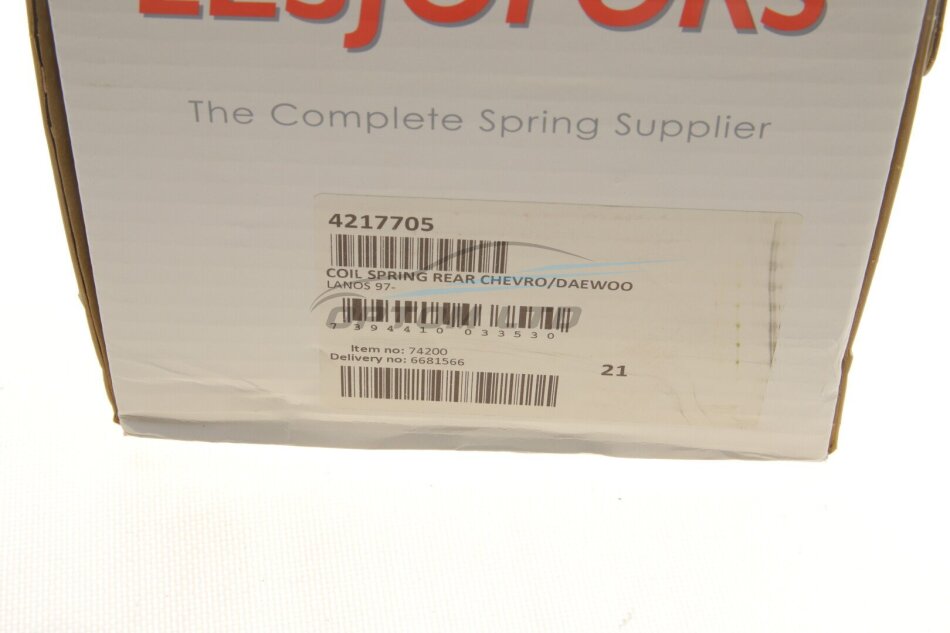 LESJÖFORS
The Complete Spring Supplier
4217705
COIL SPRING REAR CHEVRO/DAEWOO
LANOS 97-
7 394410 033530
Item no: 74200
Delivery no: 6681566
21